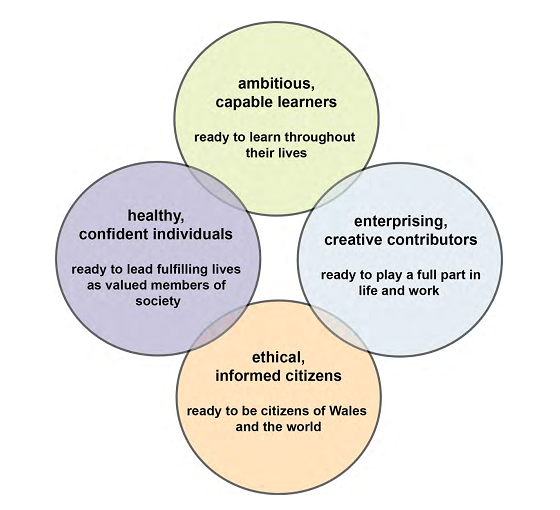 ambitious,
capable learners
ready to learn throughout
their lives
healthy,
confident individuals
ready to lead fulfilling lives
as valued members of
society
enterprising,
creative contributors
ready to play a full part in
life and work
ethical,
informed citizens
ready to be citizens of Wales
and the world